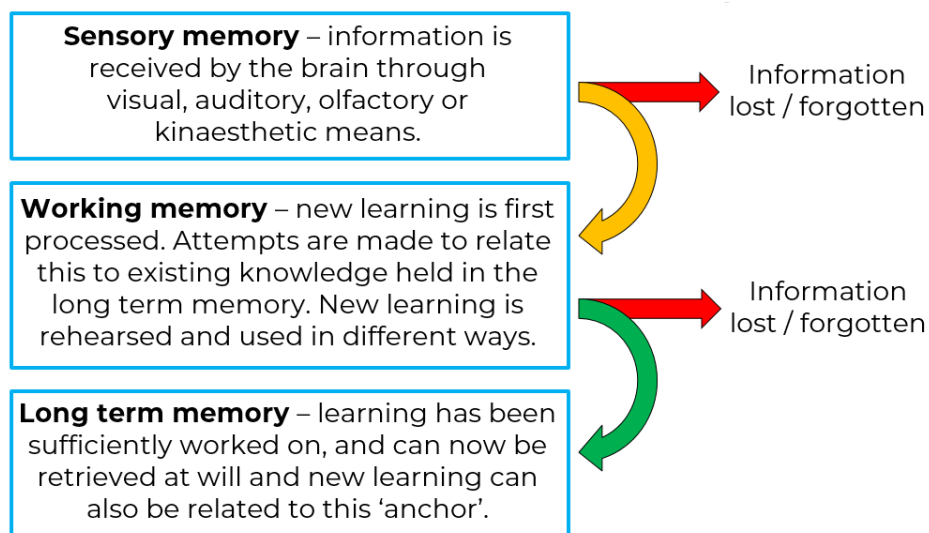 Sensory memory – information is
received by the brain through
visual, auditory, olfactory or
kinaesthetic means.
Information
lost / forgotten
Working memory – new learning is first
processed. Attempts are made to relate
this to existing knowledge held in the
long term memory. New learning is
rehearsed and used in different ways.
Information
lost / forgotten
Long term memory – learning has been
sufficiently worked on, and can now be
retrieved at will and new learning can
also be related to this ‘anchor’.